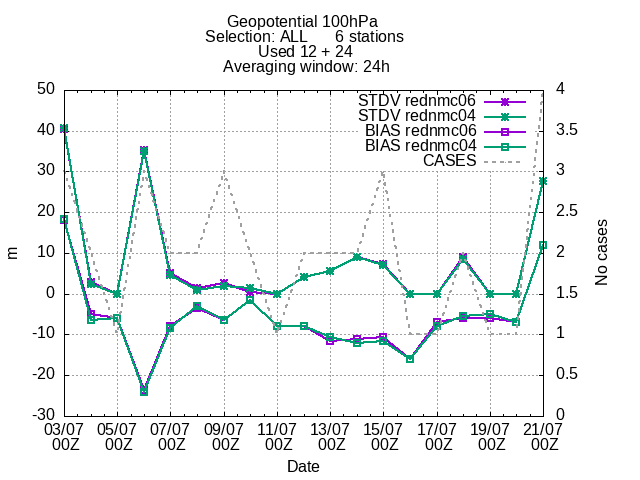 Geopotential 100hPa
Selection: ALL 6 stations
Used 12 + 24
Averaging window: 24h
STDV rednmc06
STDV rednmc04
BIAS rednmc06
BIAS rednmc04
CASES
50
40
30
20
10
0
-10
-20
-30
m
4
3.5
3
2.5
2
1.5
1
0.5
0
No cases
03/07 05/07 07/07 09/07 11/07 13/07 15/07 17/07 19/07 21/07
00Z 00Z 00Z 00Z 00Z 00Z 00Z 00Z 00Z 00Z
Date